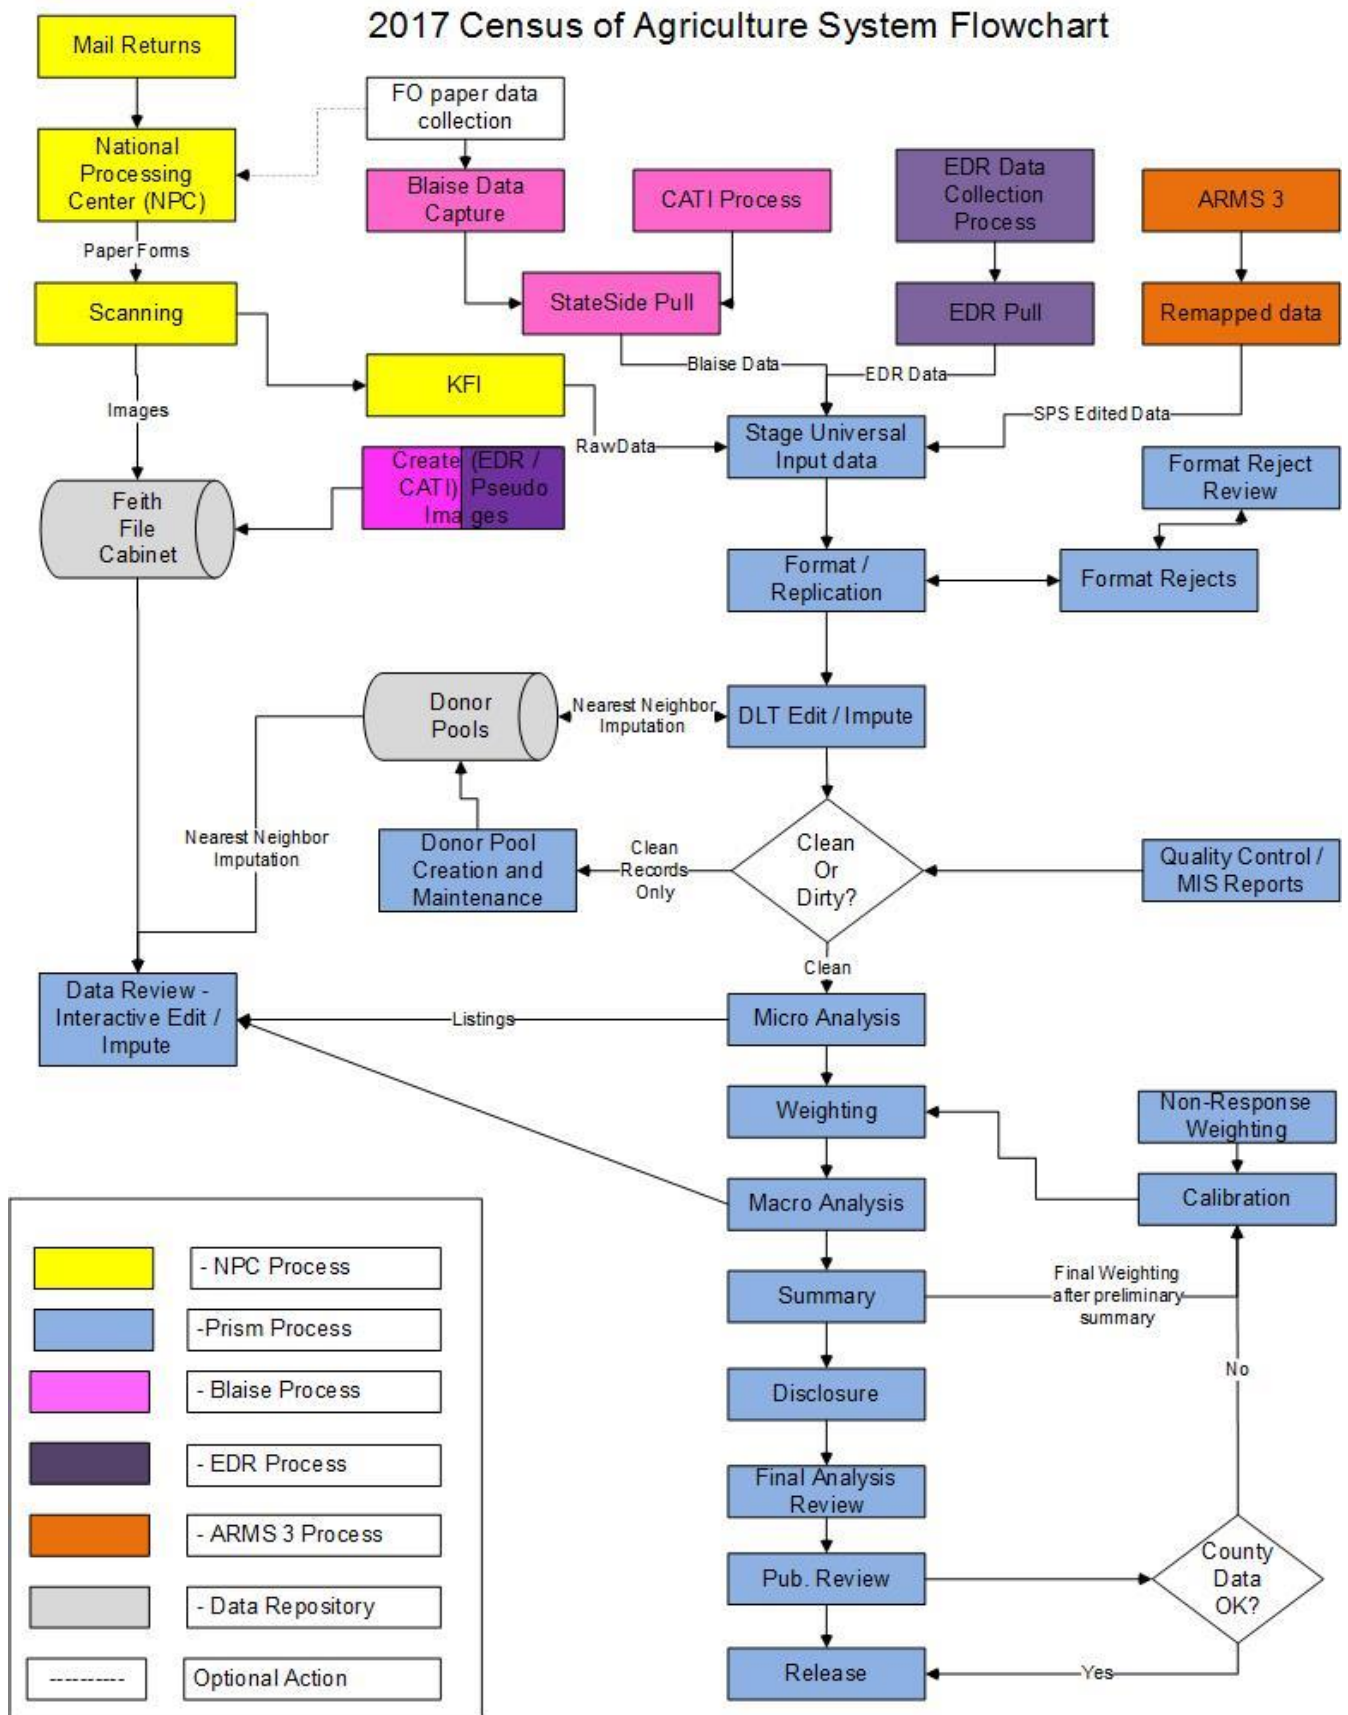 2017 Census of Agriculture System Flowchart
Mail Returns
FO paper data
collection
National
Processing
Center (NPC)
Blaise Data
Capture
CATI Process
EDR Data
Collection
Process
ARMS 3
Paper Forms
Scanning
StateSide Pull
EDR Pull
Remapped data
Blaise Data
EDR Data
KFI
Images
SPS Edited Data
RawData
Stage Universal
Input data
Create (EDR /
CATI) Pseudo
Images
Format Reject
Review
Feith
File
Cabinet
Format /
Replication
Format Rejects
Donor
Pools
Nearest Neighbor
Imputation
DLT Edit / Impute
Nearest Neighbor
Imputation
Donor Pool
Creation and
Maintenance
Clean
Records
Only
Clean
Or
Dirty?
Quality Control /
MIS Reports
Clean
Data Review -
Interactive Edit /
Impute
Listings
Micro Analysis
Weighting
Non-Response
Weighting
Macro Analysis
Calibration
Summary
Final Weighting
after preliminary
summary
Disclosure
No
Final Analysis
Review
Pub. Review
County
Data
OK?
Release
Yes
- NPC Process
-Prism Process
- Blaise Process
- EDR Process
- ARMS 3 Process
- Data Repository
----------
Optional Action